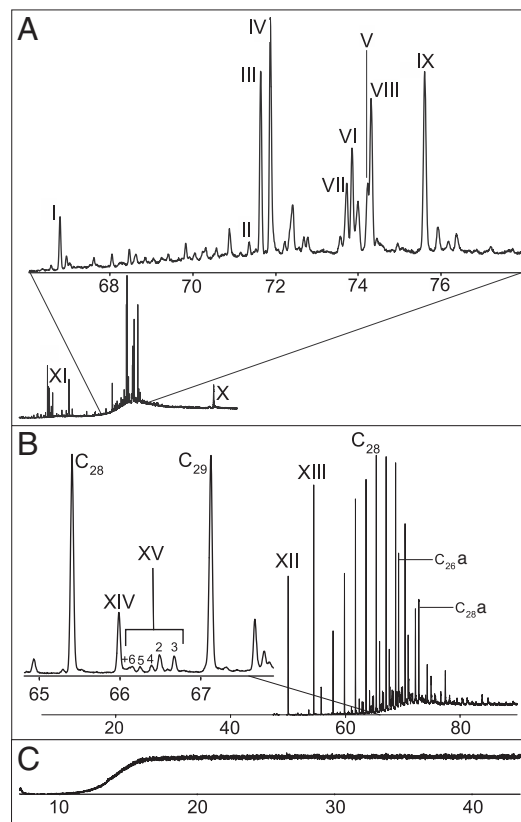 A
IV
V
IX
III
VIII
VI
VII
I
II
68 70 72 74 76
XI
X
B
C28 C29 C28
XV
XIII
XII
XIV
+6 5 4 2 3
C26a
C28a
65 66 67
20 40 60 80
C
10 20 30 40